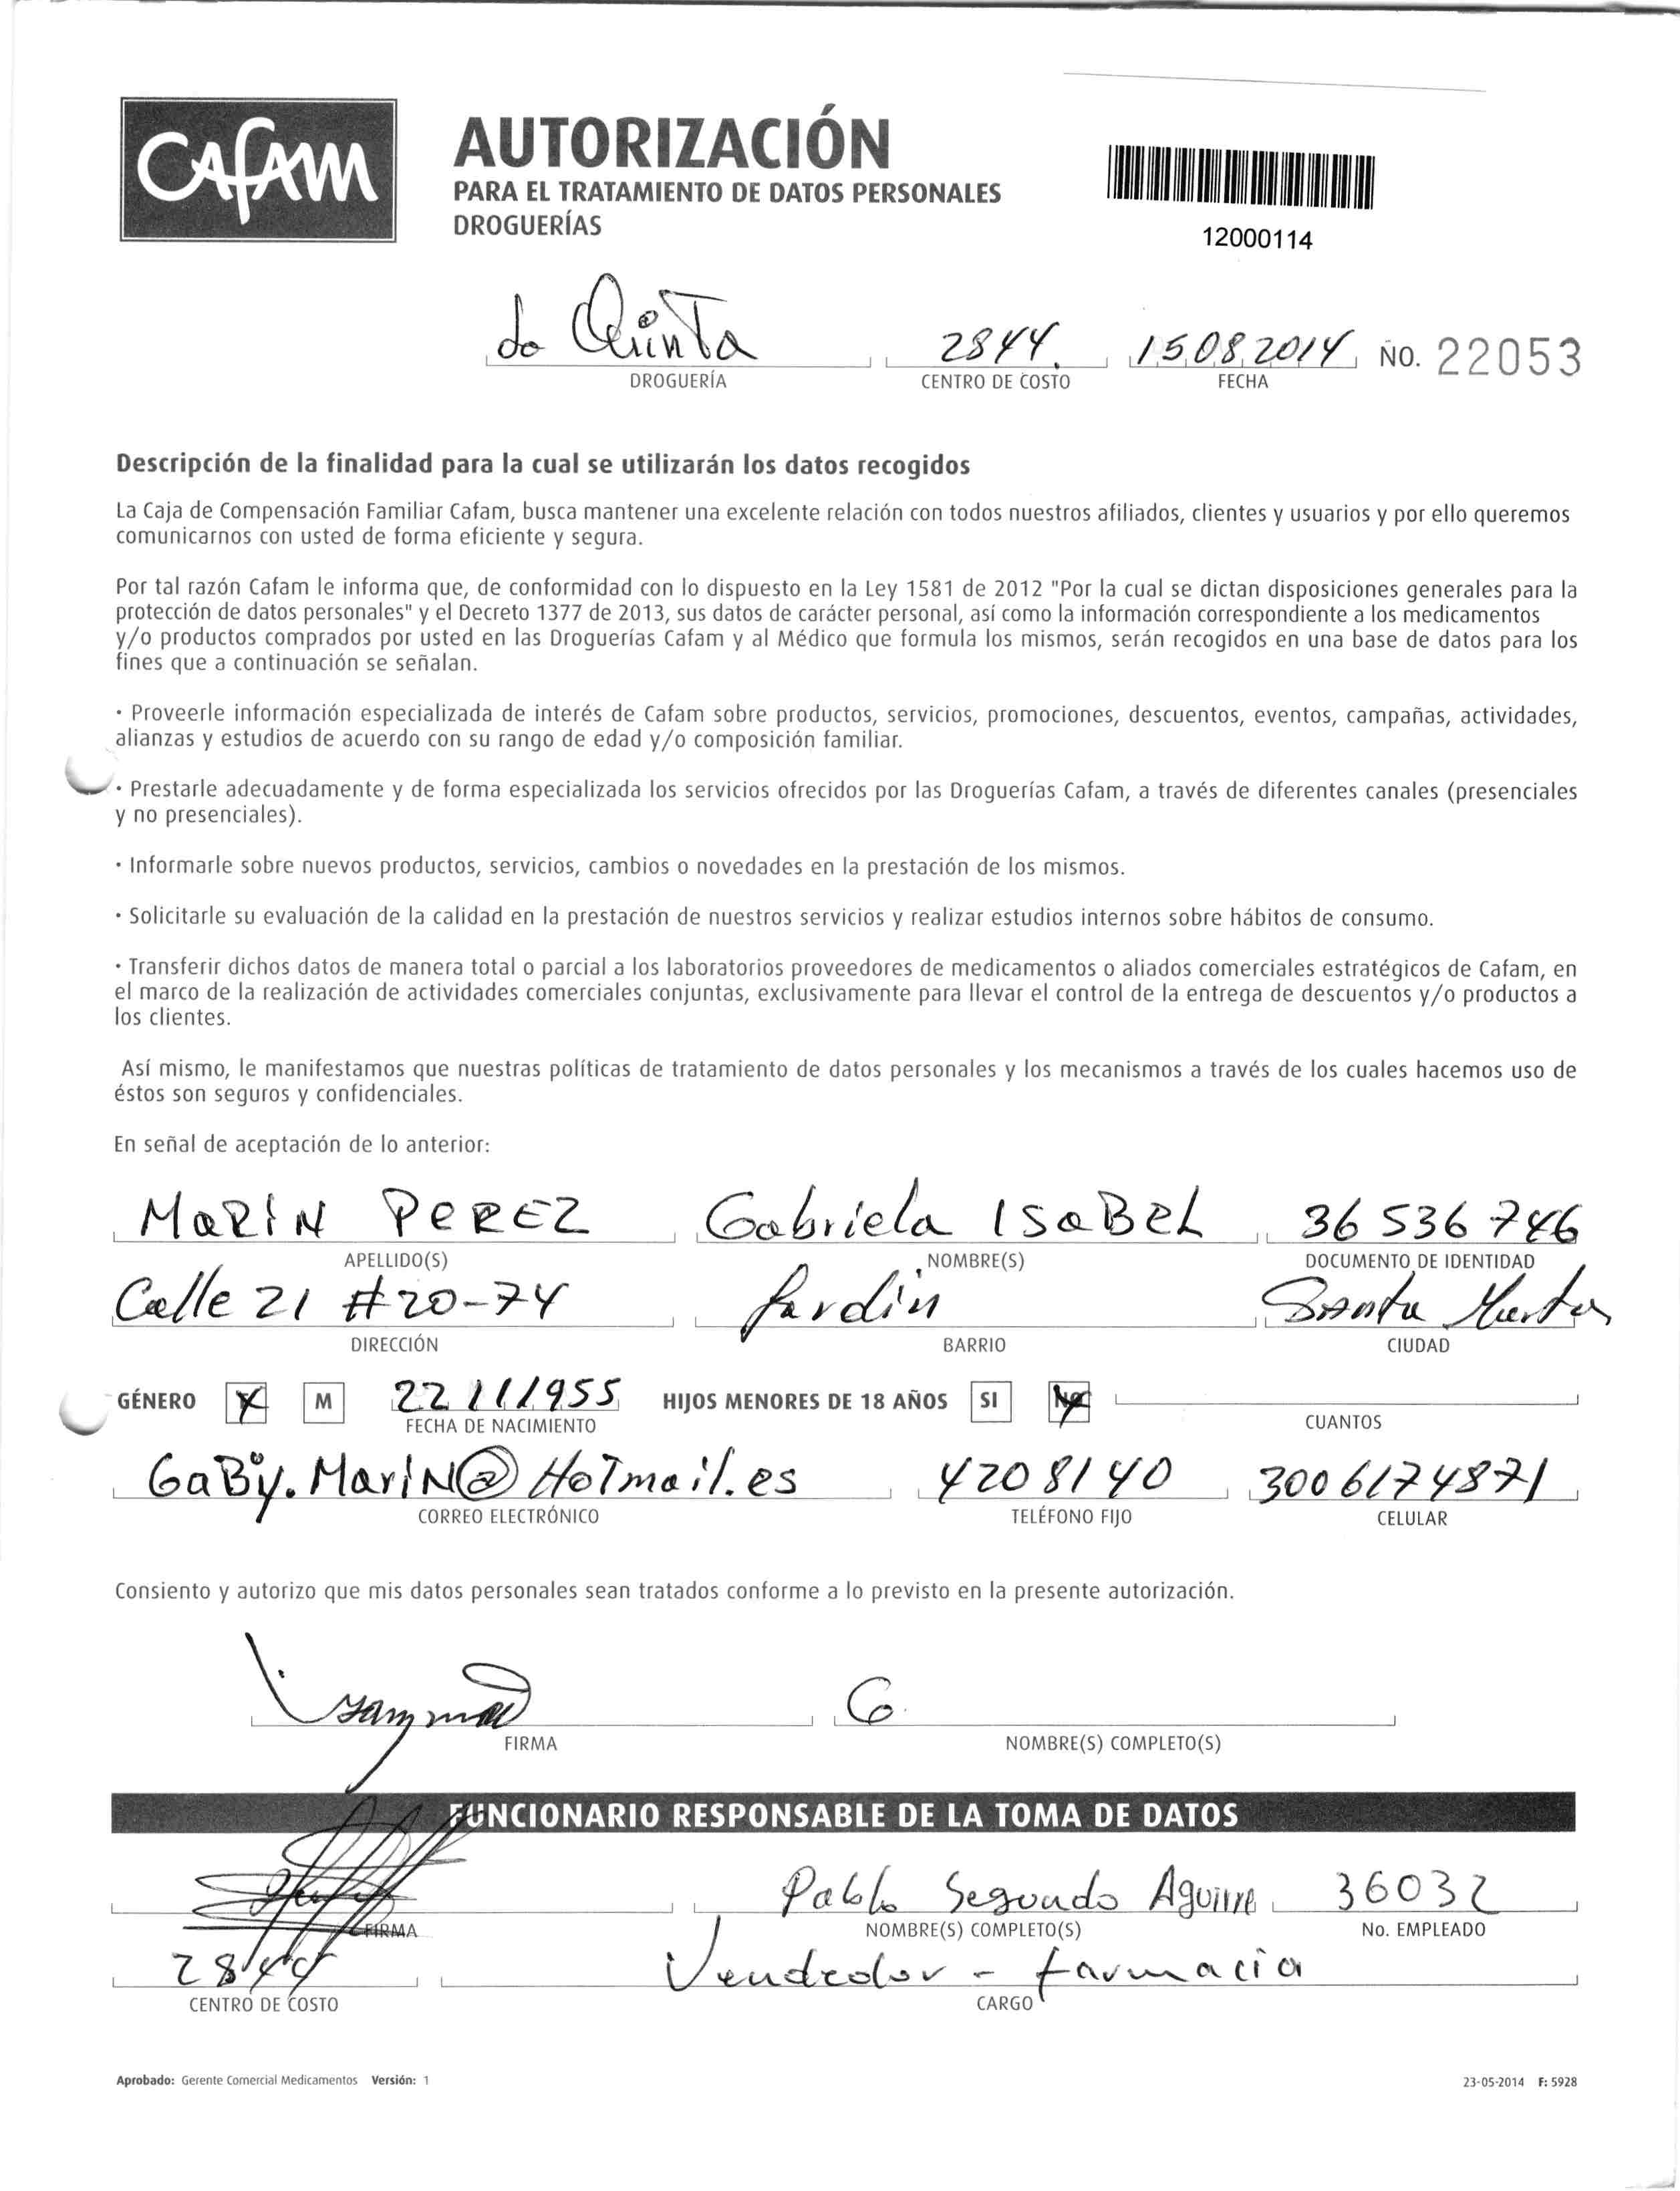 CAFAM
AUTORIZACIÓN
PARA EL TRATAMIENTO DE DATOS PERSONALES
DROGUERÍAS
12000114
La Quinta 2844. 15.08.2014 No. 22053
DROGUERÍA CENTRO DE COSTO FECHA
Descripción de la finalidad para la cual se utilizarán los datos recogidos
La Caja de Compensación Familiar Cafam, busca mantener una excelente relación con todos nuestros afiliados, clientes y usuarios y por ello queremos
comunicarnos con usted de forma eficiente y segura.
Por tal razón Cafam le informa que, de conformidad con lo dispuesto en la Ley 1581 de 2012 "Por la cual se dictan disposiciones generales para la
protección de datos personales" y el Decreto 1377 de 2013, sus datos de carácter personal, así como la información correspondiente a los medicamentos
y/o productos comprados por usted en las Droguerías Cafam y al Médico que formula los mismos, serán recogidos en una base de datos para los
fines que a continuación se señalan.
· Proveerle información especializada de interés de Cafam sobre productos, servicios, promociones, descuentos, eventos, campañas, actividades,
alianzas y estudios de acuerdo con su rango de edad y/o composición familiar.
· Prestarle adecuadamente y de forma especializada los servicios ofrecidos por las Droguerías Cafam, a través de diferentes canales (presenciales
y no presenciales).
· Informarle sobre nuevos productos, servicios, cambios o novedades en la prestación de los mismos.
· Solicitarle su evaluación de la calidad en la prestación de nuestros servicios y realizar estudios internos sobre hábitos de consumo.
· Transferir dichos datos de manera total o parcial a los laboratorios proveedores de medicamentos o aliados comerciales estratégicos de Cafam, en
el marco de la realización de actividades comerciales conjuntas, exclusivamente para llevar el control de la entrega de descuentos y/o productos a
los clientes.
Así mismo, le manifestamos que nuestras políticas de tratamiento de datos personales y los mecanismos a través de los cuales hacemos uso de
éstos son seguros y confidenciales.
En señal de aceptación de lo anterior:
MaRiN PeREZ Gabriela ISaBeL 36 536 746
APELLIDO(S) NOMBRE(S) DOCUMENTO DE IDENTIDAD
Calle 21 #20-74 Jardin Santa Marta
DIRECCIÓN BARRIO CIUDAD
GÉNERO X M 22 11 1955 HIJOS MENORES DE 18 AÑOS SI NO
FECHA DE NACIMIENTO CUANTOS
GaBy.MariN@HoTmail.es 4208140 3006174871
CORREO ELECTRÓNICO TELÉFONO FIJO CELULAR
Consiento y autorizo que mis datos personales sean tratados conforme a lo previsto en la presente autorización.
G
FIRMA NOMBRE(S) COMPLETO(S)
FUNCIONARIO RESPONSABLE DE LA TOMA DE DATOS
Pablo Segundo Aguirre 36032
FIRMA NOMBRE(S) COMPLETO(S) No. EMPLEADO
2844 Vendedor - farmacia
CENTRO DE COSTO CARGO
Aprobado: Gerente Comercial Medicamentos Versión: 1 23-05-2014 F: 5928